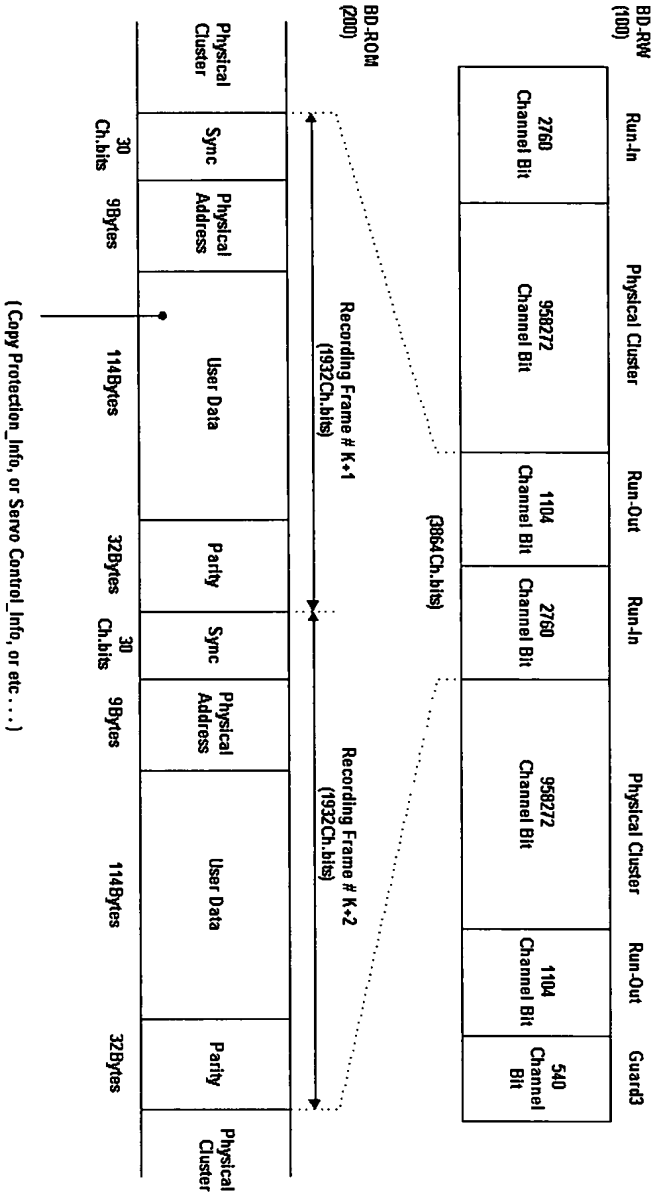 BD-RW
(100)
Run-In
Physical Cluster
Run-Out
Run-In
Physical Cluster
Run-Out
Guard3
2760
Channel Bit
958272
Channel Bit
1104
Channel Bit
2760
Channel Bit
958272
Channel Bit
1104
Channel Bit
540
Channel
Bit
(3864Ch.bits)
BD-ROM
(200)
Recording Frame # K+1
(1932Ch.bits)
Recording Frame # K+2
(1932Ch.bits)
Physical
Cluster
Sync
Physical
Address
User Data
Parity
Sync
Physical
Address
User Data
Parity
Physical
Cluster
30
Ch.bits
9Bytes
114Bytes
32Bytes
30
Ch.bits
9Bytes
114Bytes
32Bytes
( Copy Protection_Info, or Servo Control_Info, or etc . . . )